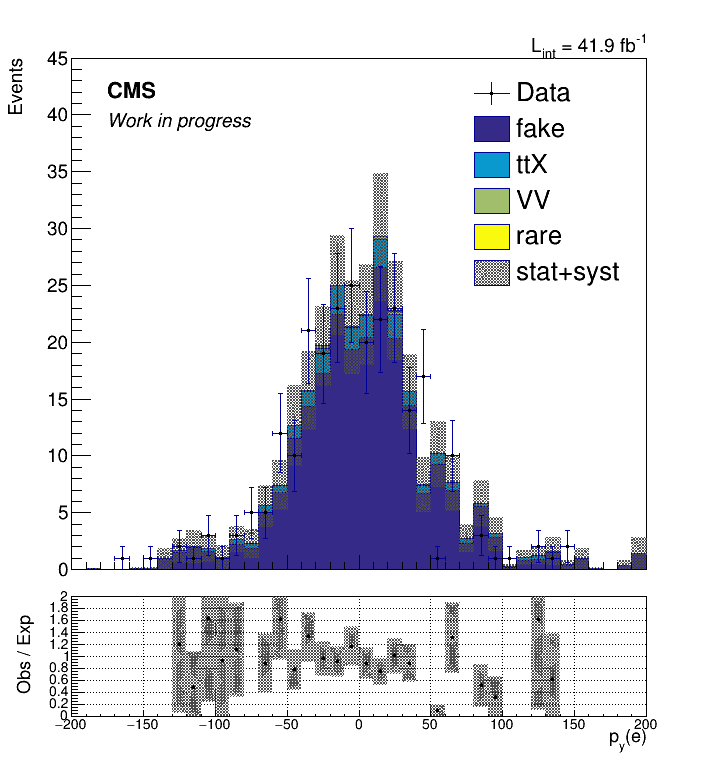 L_int = 41.9 fb^-1
Events
45
40
35
30
25
20
15
10
5
0
CMS
Work in progress
Data
fake
ttX
VV
rare
stat+syst
Obs / Exp
2
1.8
1.6
1.4
1.2
1
0.8
0.6
0.4
0.2
0
−200 −150 −100 −50 0 50 100 150 200
p_y(e)